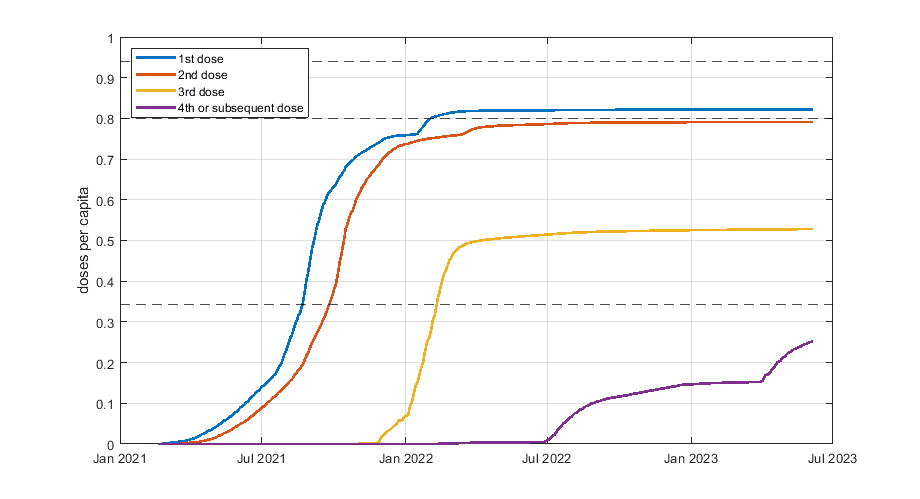 1
0.9
0.8
0.7
0.6
0.5
0.4
0.3
0.2
0.1
0
doses per capita
1st dose
2nd dose
3rd dose
4th or subsequent dose
Jan 2021 Jul 2021 Jan 2022 Jul 2022 Jan 2023 Jul 2023